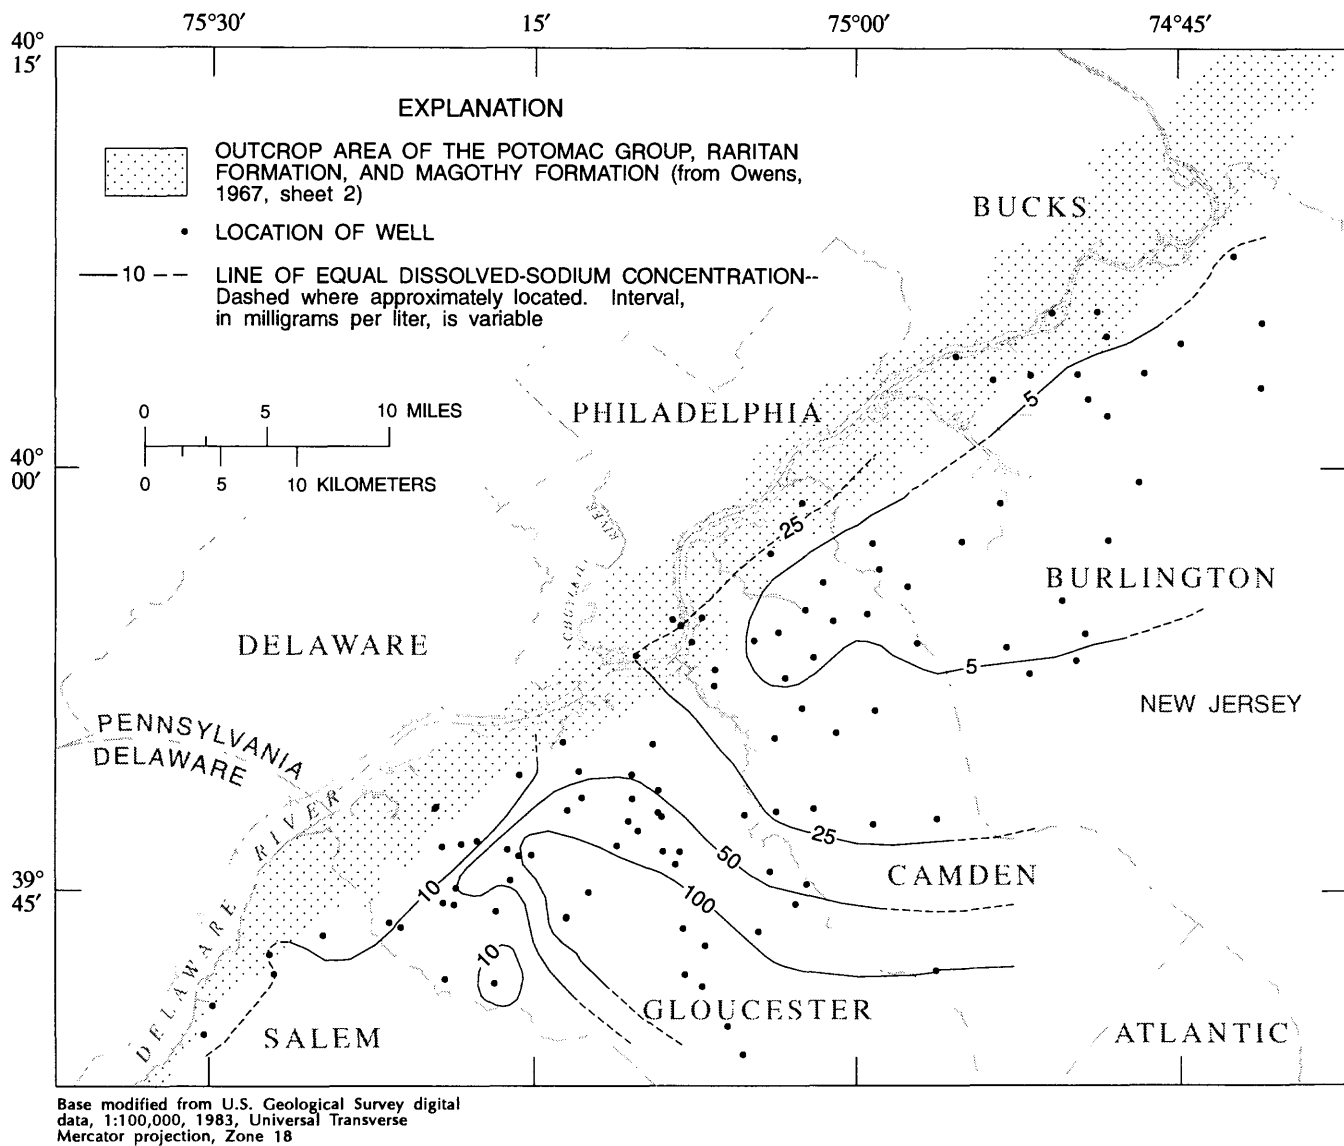 75°30′ 15′ 75°00′ 74°45′
40°
15′
EXPLANATION
OUTCROP AREA OF THE POTOMAC GROUP, RARITAN
FORMATION, AND MAGOTHY FORMATION (from Owens,
1967, sheet 2)
LOCATION OF WELL
10
LINE OF EQUAL DISSOLVED-SODIUM CONCENTRATION--
Dashed where approximately located. Interval,
in milligrams per liter, is variable
BUCKS
0 5 10 MILES
0 5 10 KILOMETERS
PHILADELPHIA
5
40°
00′
25
RIVER
BURLINGTON
DELAWARE
5
NEW JERSEY
PENNSYLVANIA
DELAWARE
DELAWARE RIVER
25
50
CAMDEN
39°
45′
10
100
10
GLOUCESTER
SALEM
ATLANTIC
Base modified from U.S. Geological Survey digital
data, 1:100,000, 1983, Universal Transverse
Mercator projection, Zone 18